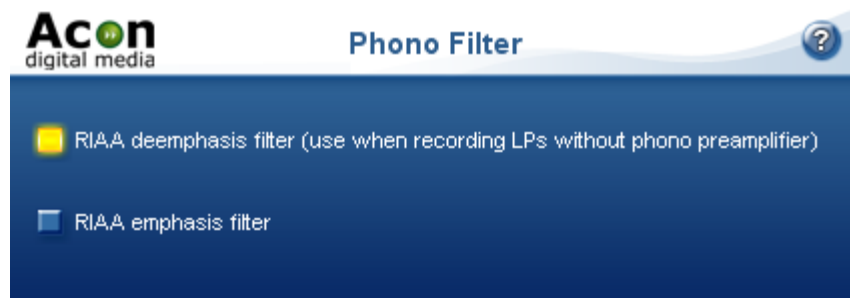 Acon
digital media
Phono Filter
?
RIAA deemphasis filter (use when recording LPs without phono preamplifier)
RIAA emphasis filter